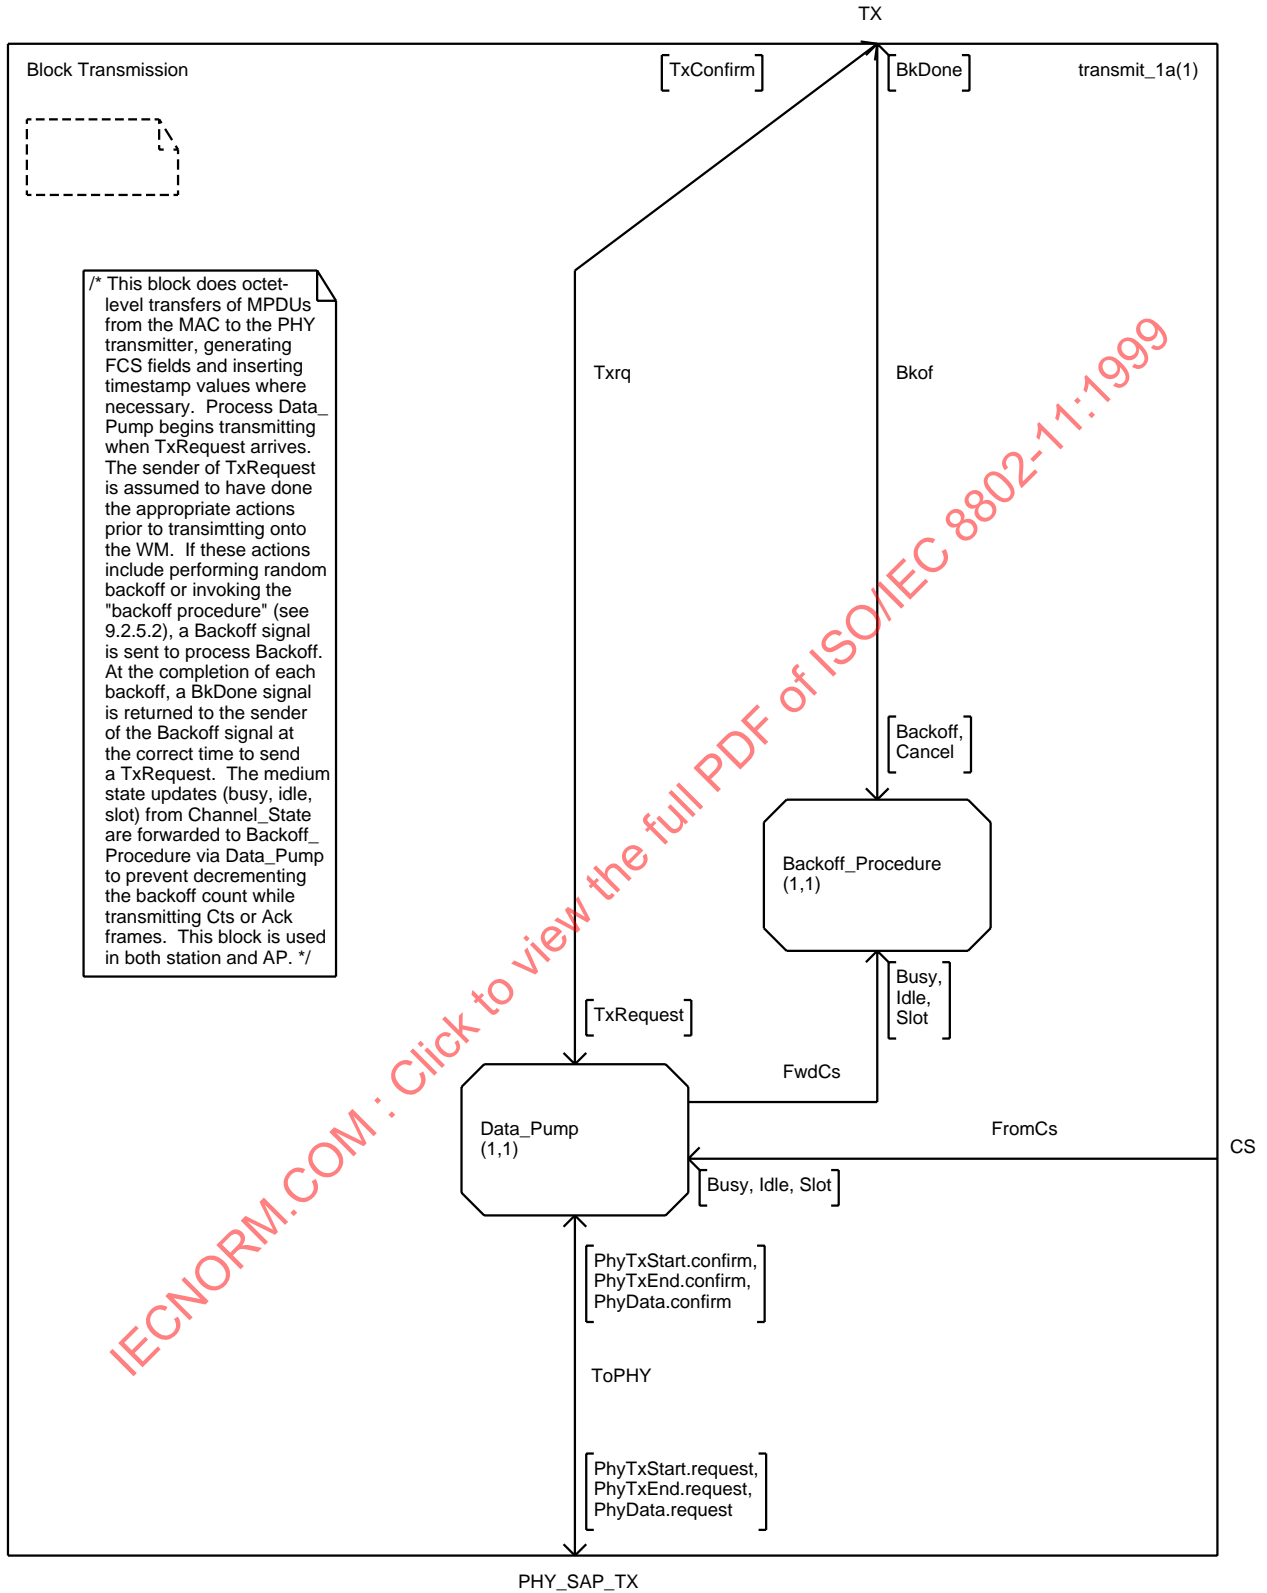 TX
Block Transmission
TxConfirm
BkDone
transmit_1a(1)
/* This block does octet-
level transfers of MPDUs
from the MAC to the PHY
transmitter, generating
FCS fields and inserting
timestamp values where
necessary.  Process Data_
Pump begins transmitting
when TxRequest arrives.
The sender of TxRequest
is assumed to have done
the appropriate actions
prior to transimtting onto
the WM.  If these actions
include performing random
backoff or invoking the
"backoff procedure" (see
9.2.5.2), a Backoff signal
is sent to process Backoff.
At the completion of each
backoff, a BkDone signal
is returned to the sender
of the Backoff signal at
the correct time to send
a TxRequest.  The medium
state updates (busy, idle,
slot) from Channel_State
are forwarded to Backoff_
Procedure via Data_Pump
to prevent decrementing
the backoff count while
transmitting Cts or Ack
frames.  This block is used
in both station and AP. */
Txrq
Bkof
Backoff,
Cancel
Backoff_Procedure
(1,1)
Busy,
Idle,
Slot
TxRequest
FwdCs
Data_Pump
(1,1)
FromCs
CS
Busy, Idle, Slot
PhyTxStart.confirm,
PhyTxEnd.confirm,
PhyData.confirm
ToPHY
PhyTxStart.request,
PhyTxEnd.request,
PhyData.request
PHY_SAP_TX
IECNORM.COM : Click to view the full PDF of ISO/IEC 8802-11:1999